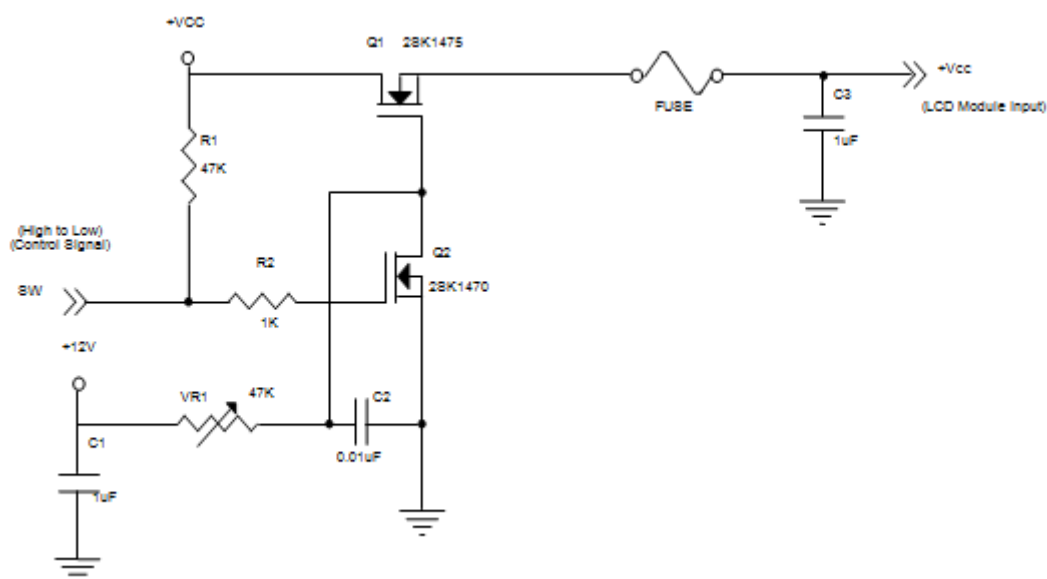 +VCC
Q1 2SK1475
+Vcc
FUSE
C3
(LCD Module Input)
R1
47K
1uF
(High to Low)
(Control Signal)
Q2
SW
R2
2SK1470
1K
+12V
VR1
47K
C2
C1
0.01uF
1uF